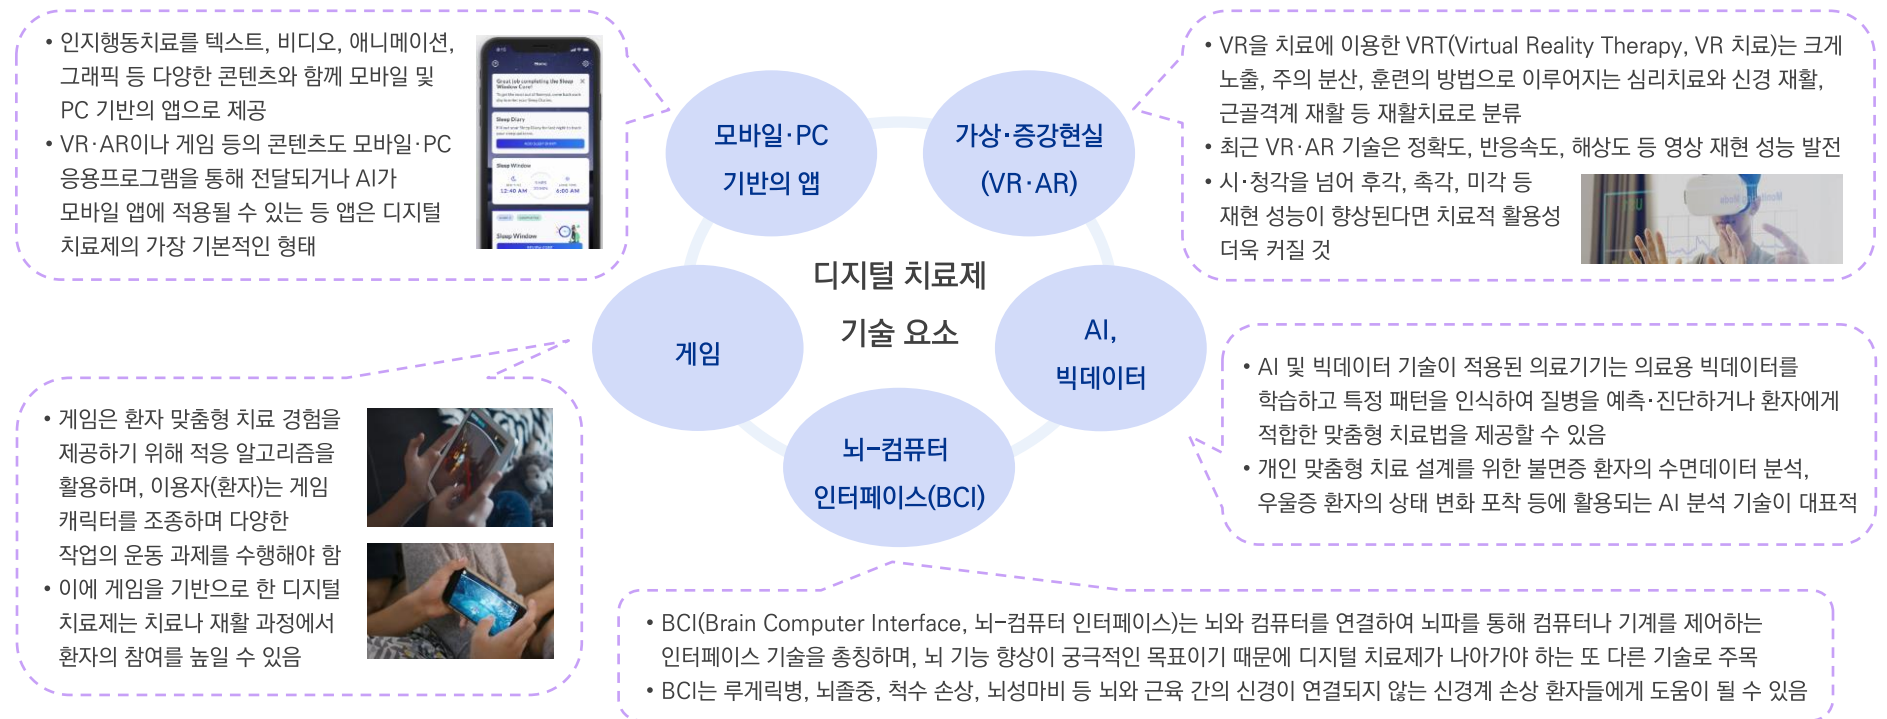 • 인지행동치료를 텍스트, 비디오, 애니메이션,
그래픽 등 다양한 콘텐츠와 함께 모바일 및
PC 기반의 앱으로 제공
• VR·AR이나 게임 등의 콘텐츠도 모바일·PC
응용프로그램을 통해 전달되거나 AI가
모바일 앱에 적용될 수 있는 등 앱은 디지털
치료제의 가장 기본적인 형태
Home
Great job completing the Sleep
Window Core!
Sleep Diary
Sleep Window
12:40 AM
6:00 AM
Sleep Window
모바일·PC
기반의 앱
가상·증강현실
(VR·AR)
• VR을 치료에 이용한 VRT(Virtual Reality Therapy, VR 치료)는 크게
노출, 주의 분산, 훈련의 방법으로 이루어지는 심리치료와 신경 재활,
근골격계 재활 등 재활치료로 분류
• 최근 VR·AR 기술은 정확도, 반응속도, 해상도 등 영상 재현 성능 발전
• 시·청각을 넘어 후각, 촉각, 미각 등
재현 성능이 향상된다면 치료적 활용성
더욱 커질 것
디지털 치료제
기술 요소
게임
AI,
빅데이터
뇌-컴퓨터
인터페이스(BCI)
• 게임은 환자 맞춤형 치료 경험을
제공하기 위해 적응 알고리즘을
활용하며, 이용자(환자)는 게임
캐릭터를 조종하며 다양한
작업의 운동 과제를 수행해야 함
• 이에 게임을 기반으로 한 디지털
치료제는 치료나 재활 과정에서
환자의 참여를 높일 수 있음
• AI 및 빅데이터 기술이 적용된 의료기기는 의료용 빅데이터를
학습하고 특정 패턴을 인식하여 질병을 예측·진단하거나 환자에게
적합한 맞춤형 치료법을 제공할 수 있음
• 개인 맞춤형 치료 설계를 위한 불면증 환자의 수면데이터 분석,
우울증 환자의 상태 변화 포착 등에 활용되는 AI 분석 기술이 대표적
• BCI(Brain Computer Interface, 뇌-컴퓨터 인터페이스)는 뇌와 컴퓨터를 연결하여 뇌파를 통해 컴퓨터나 기계를 제어하는
인터페이스 기술을 총칭하며, 뇌 기능 향상이 궁극적인 목표이기 때문에 디지털 치료제가 나아가야 하는 또 다른 기술로 주목
• BCI는 루게릭병, 뇌졸중, 척수 손상, 뇌성마비 등 뇌와 근육 간의 신경이 연결되지 않는 신경계 손상 환자들에게 도움이 될 수 있음